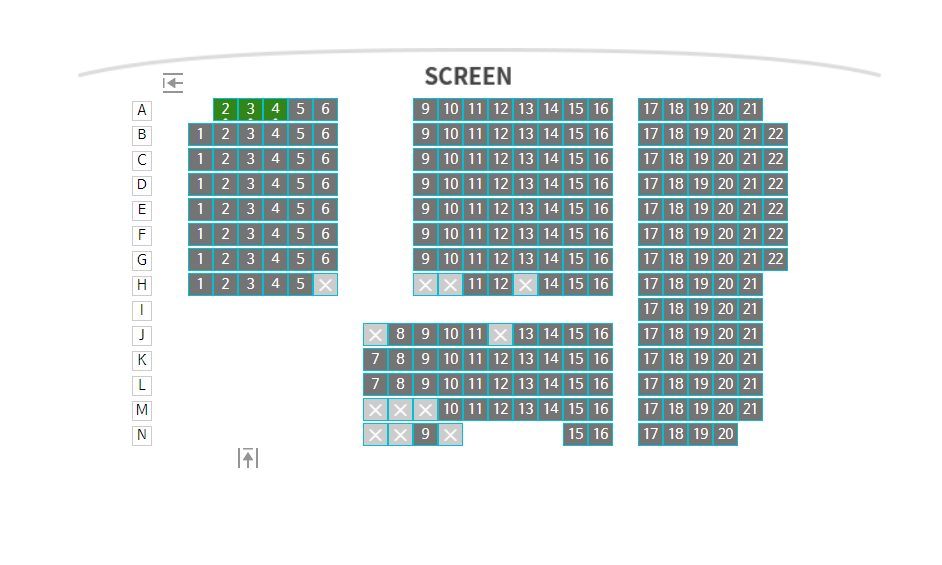 SCREEN
A 2 3 4 5 6 9 10 11 12 13 14 15 16 17 18 19 20 21
B 1 2 3 4 5 6 9 10 11 12 13 14 15 16 17 18 19 20 21 22
C 1 2 3 4 5 6 9 10 11 12 13 14 15 16 17 18 19 20 21 22
D 1 2 3 4 5 6 9 10 11 12 13 14 15 16 17 18 19 20 21 22
E 1 2 3 4 5 6 9 10 11 12 13 14 15 16 17 18 19 20 21 22
F 1 2 3 4 5 6 9 10 11 12 13 14 15 16 17 18 19 20 21 22
G 1 2 3 4 5 6 9 10 11 12 13 14 15 16 17 18 19 20 21 22
H 1 2 3 4 5 11 12 14 15 16 17 18 19 20 21
I 17 18 19 20 21
J 8 9 10 11 13 14 15 16 17 18 19 20 21
K 7 8 9 10 11 12 13 14 15 16 17 18 19 20 21
L 7 8 9 10 11 12 13 14 15 16 17 18 19 20 21
M 10 11 12 13 14 15 16 17 18 19 20 21
N 9 15 16 17 18 19 20